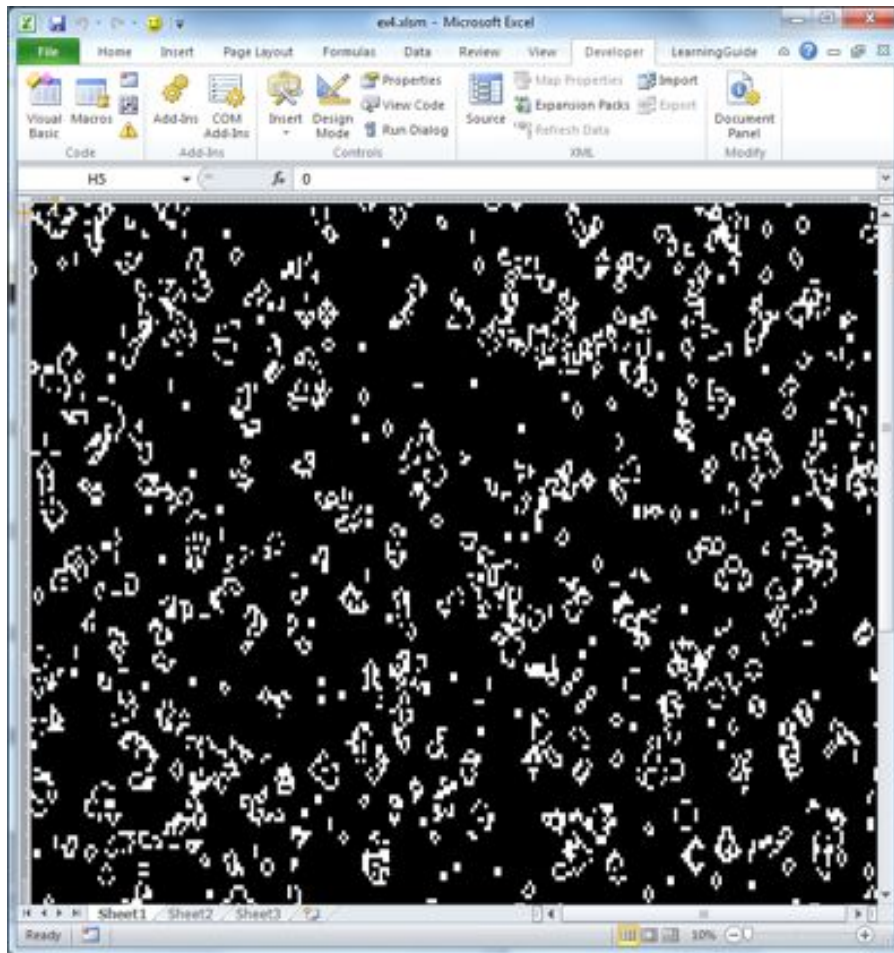 ex4.xlsm - Microsoft Excel
File Home Insert Page Layout Formulas Data Review View Developer LearningGuide
Visual Basic
Macros
Add-Ins
COM Add-Ins
Insert
Design Mode
Properties
View Code
Run Dialog
Source
Map Properties
Expansion Packs
Refresh Data
Import
Export
Document Panel
Code Add-Ins Controls XML Modify
H5 fx 0
Sheet1 Sheet2 Sheet3
Ready 10%